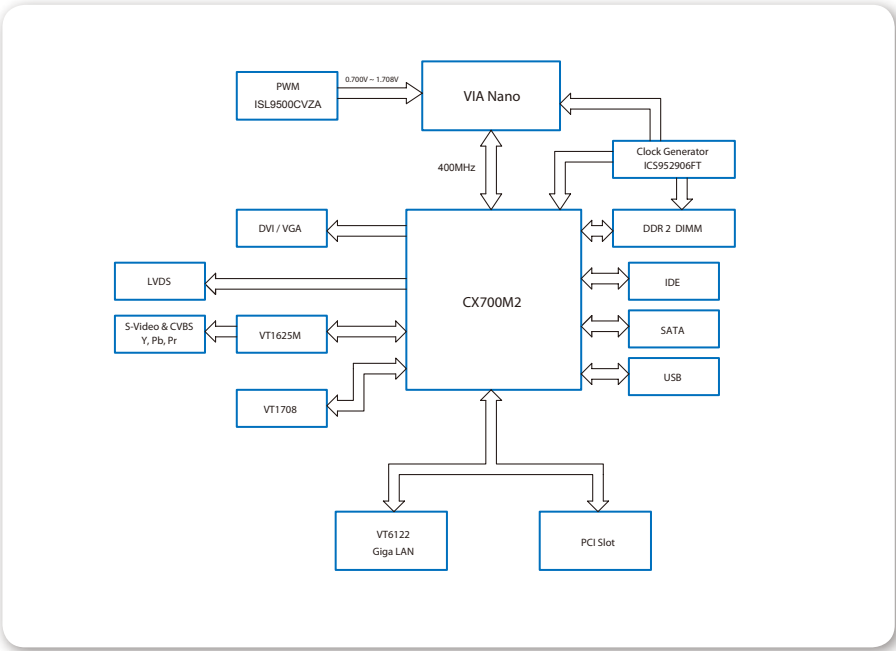 PWM
ISL9500CVZA
0.700V ~ 1.708V
VIA Nano
Clock Generator
ICS952906FT
400MHz
DVI / VGA
DDR 2 DIMM
LVDS
CX700M2
IDE
S-Video & CVBS
Y, Pb, Pr
VT1625M
SATA
USB
VT1708
VT6122
Giga LAN
PCI Slot